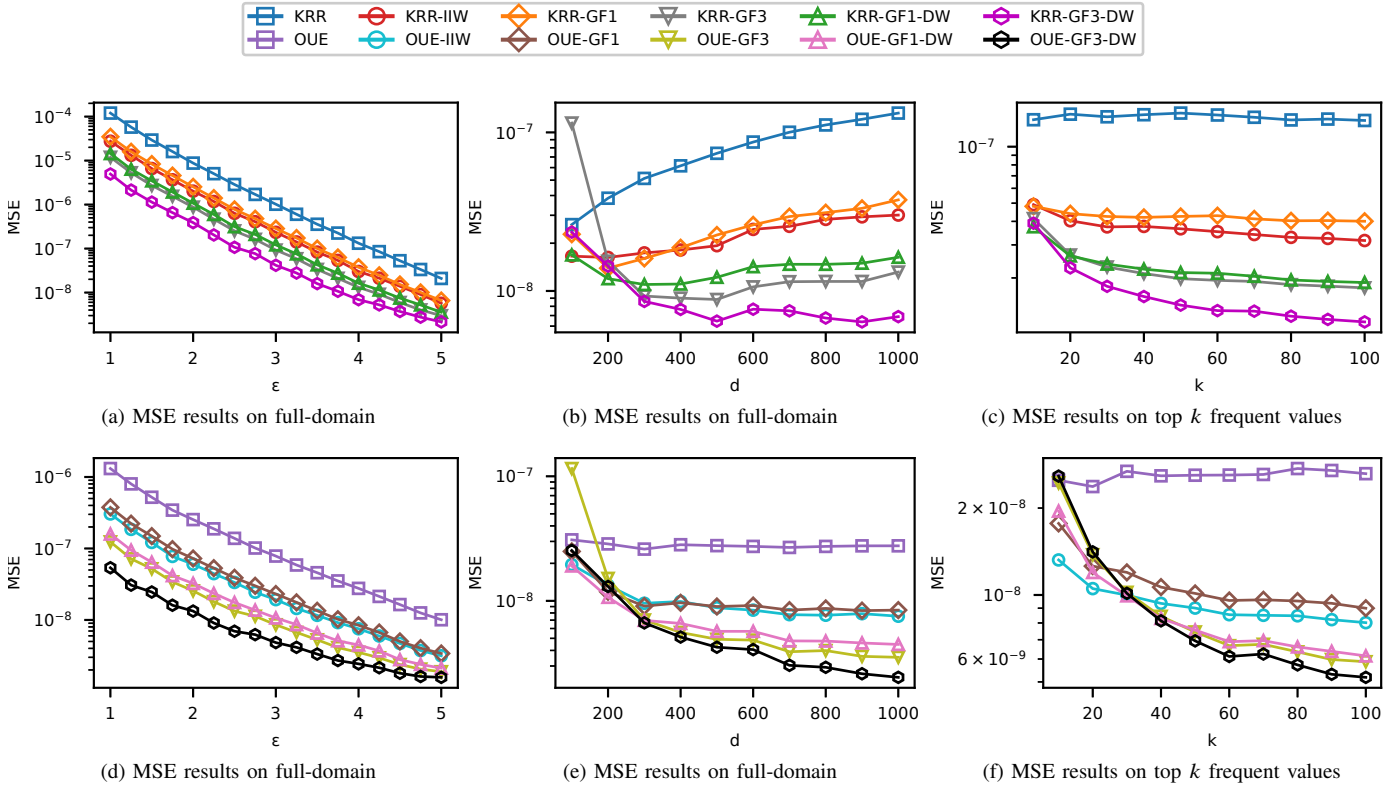 KRR KRR-IIW KRR-GF1 KRR-GF3 KRR-GF1-DW KRR-GF3-DW
OUE OUE-IIW OUE-GF1 OUE-GF3 OUE-GF1-DW OUE-GF3-DW
MSE
10⁻⁴
10⁻⁵
10⁻⁶
10⁻⁷
10⁻⁸
1 2 3 4 5
ε
(a) MSE results on full-domain
MSE
10⁻⁷
10⁻⁸
200 400 600 800 1000
d
(b) MSE results on full-domain
MSE
10⁻⁷
20 40 60 80 100
k
(c) MSE results on top k frequent values
MSE
10⁻⁶
10⁻⁷
10⁻⁸
1 2 3 4 5
ε
(d) MSE results on full-domain
MSE
10⁻⁷
10⁻⁸
200 400 600 800 1000
d
(e) MSE results on full-domain
MSE
2 × 10⁻⁸
10⁻⁸
6 × 10⁻⁹
20 40 60 80 100
k
(f) MSE results on top k frequent values